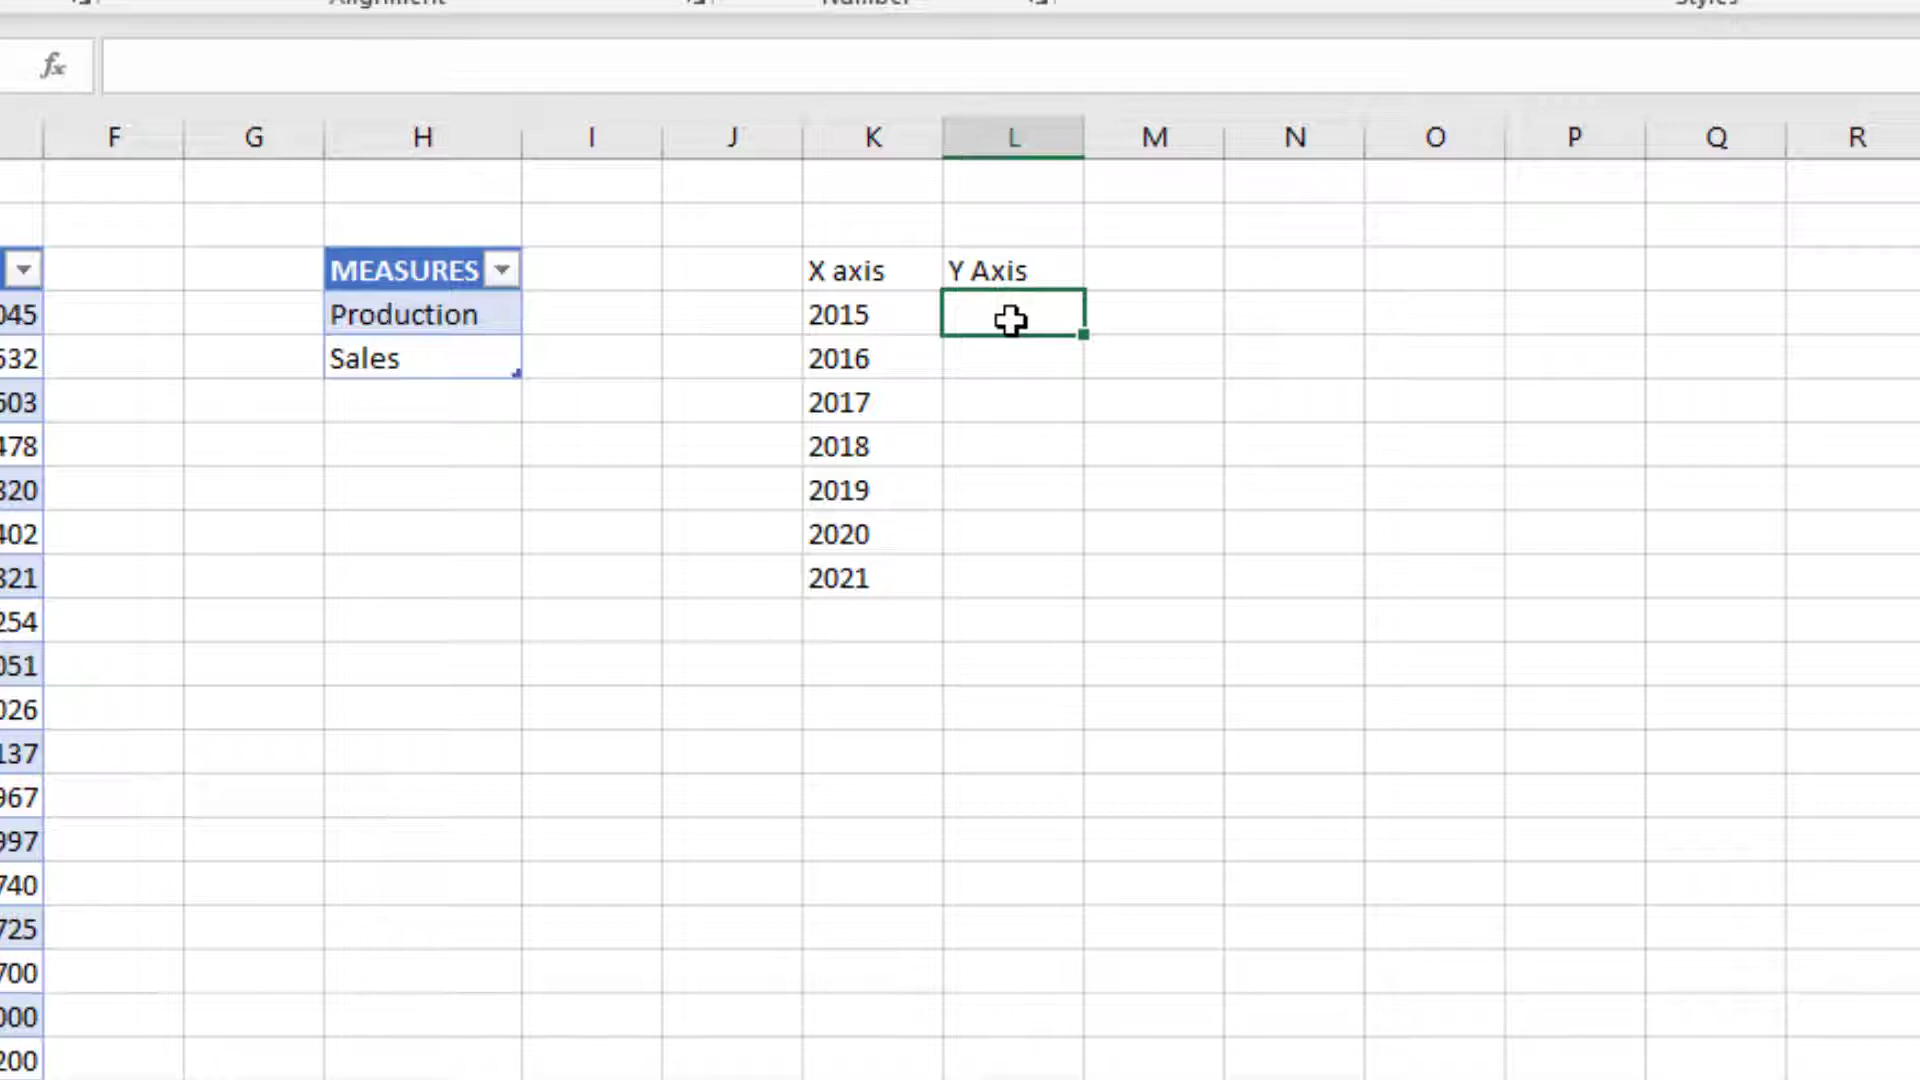 Alignment Number Styles
fx
F G H I J K L M N O P Q R
MEASURES X axis Y Axis
045 Production 2015
532 Sales 2016
503 2017
478 2018
320 2019
402 2020
321 2021
254
051
026
137
967
997
740
725
700
000
200